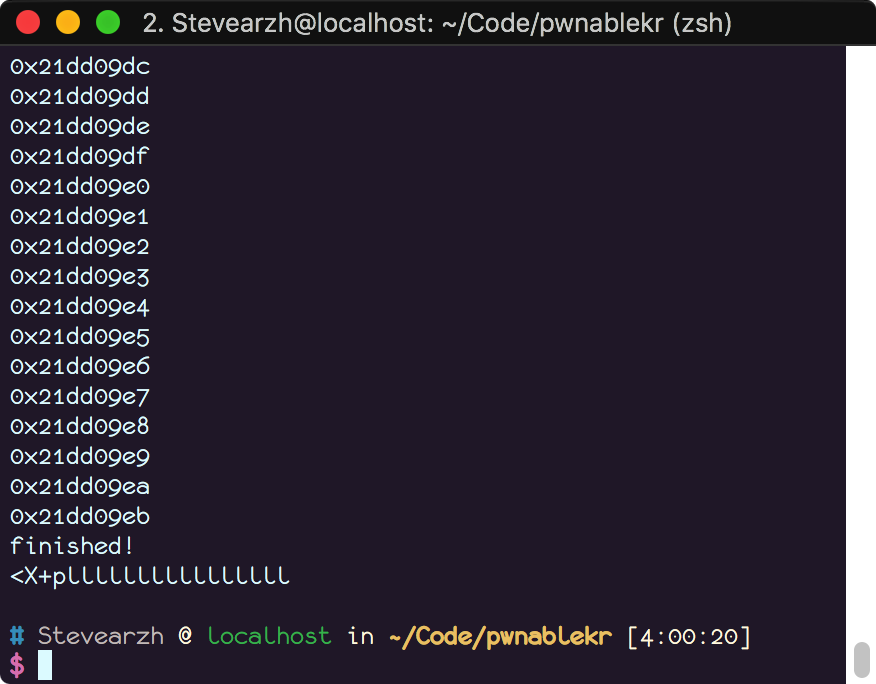 2. Stevearzh@localhost: ~/Code/pwnablekr (zsh)
0x21dd09dc
0x21dd09dd
0x21dd09de
0x21dd09df
0x21dd09e0
0x21dd09e1
0x21dd09e2
0x21dd09e3
0x21dd09e4
0x21dd09e5
0x21dd09e6
0x21dd09e7
0x21dd09e8
0x21dd09e9
0x21dd09ea
0x21dd09eb
finished!
<X+pllllllllllllllll
# Stevearzh @ localhost in ~/Code/pwnablekr [4:00:20]
$